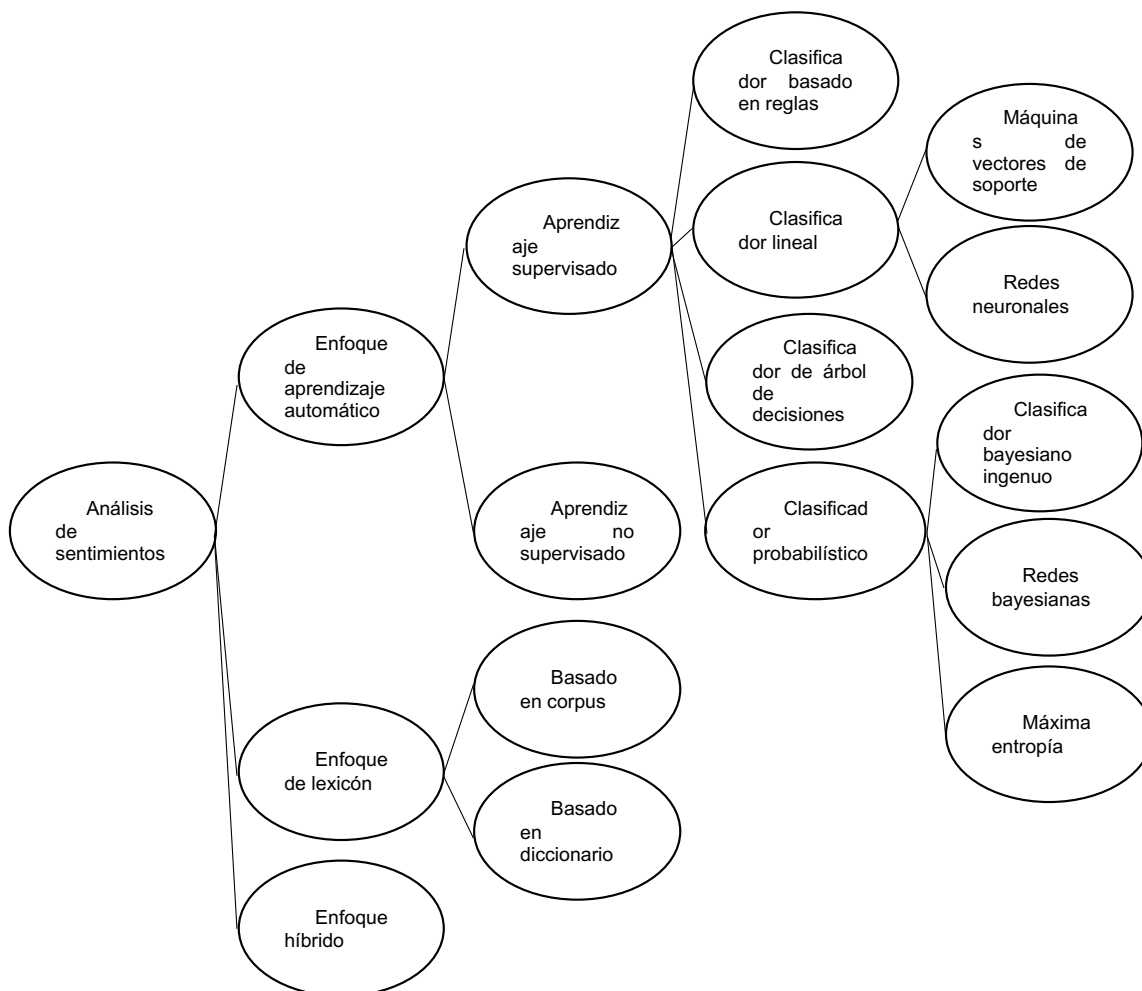 Clasifica
dor basado
en reglas
Máquina
s de
vectores de
soporte
Aprendiz
aje
supervisado
Clasifica
dor lineal
Redes
neuronales
Enfoque
de
aprendizaje
automático
Clasifica
dor de árbol
de
decisiones
Clasifica
dor
bayesiano
ingenuo
Análisis
de
sentimientos
Aprendiz
aje no
supervisado
Clasificad
or
probabilístico
Redes
bayesianas
Basado
en corpus
Enfoque
de lexicón
Máxima
entropía
Basado
en
diccionario
Enfoque
híbrido